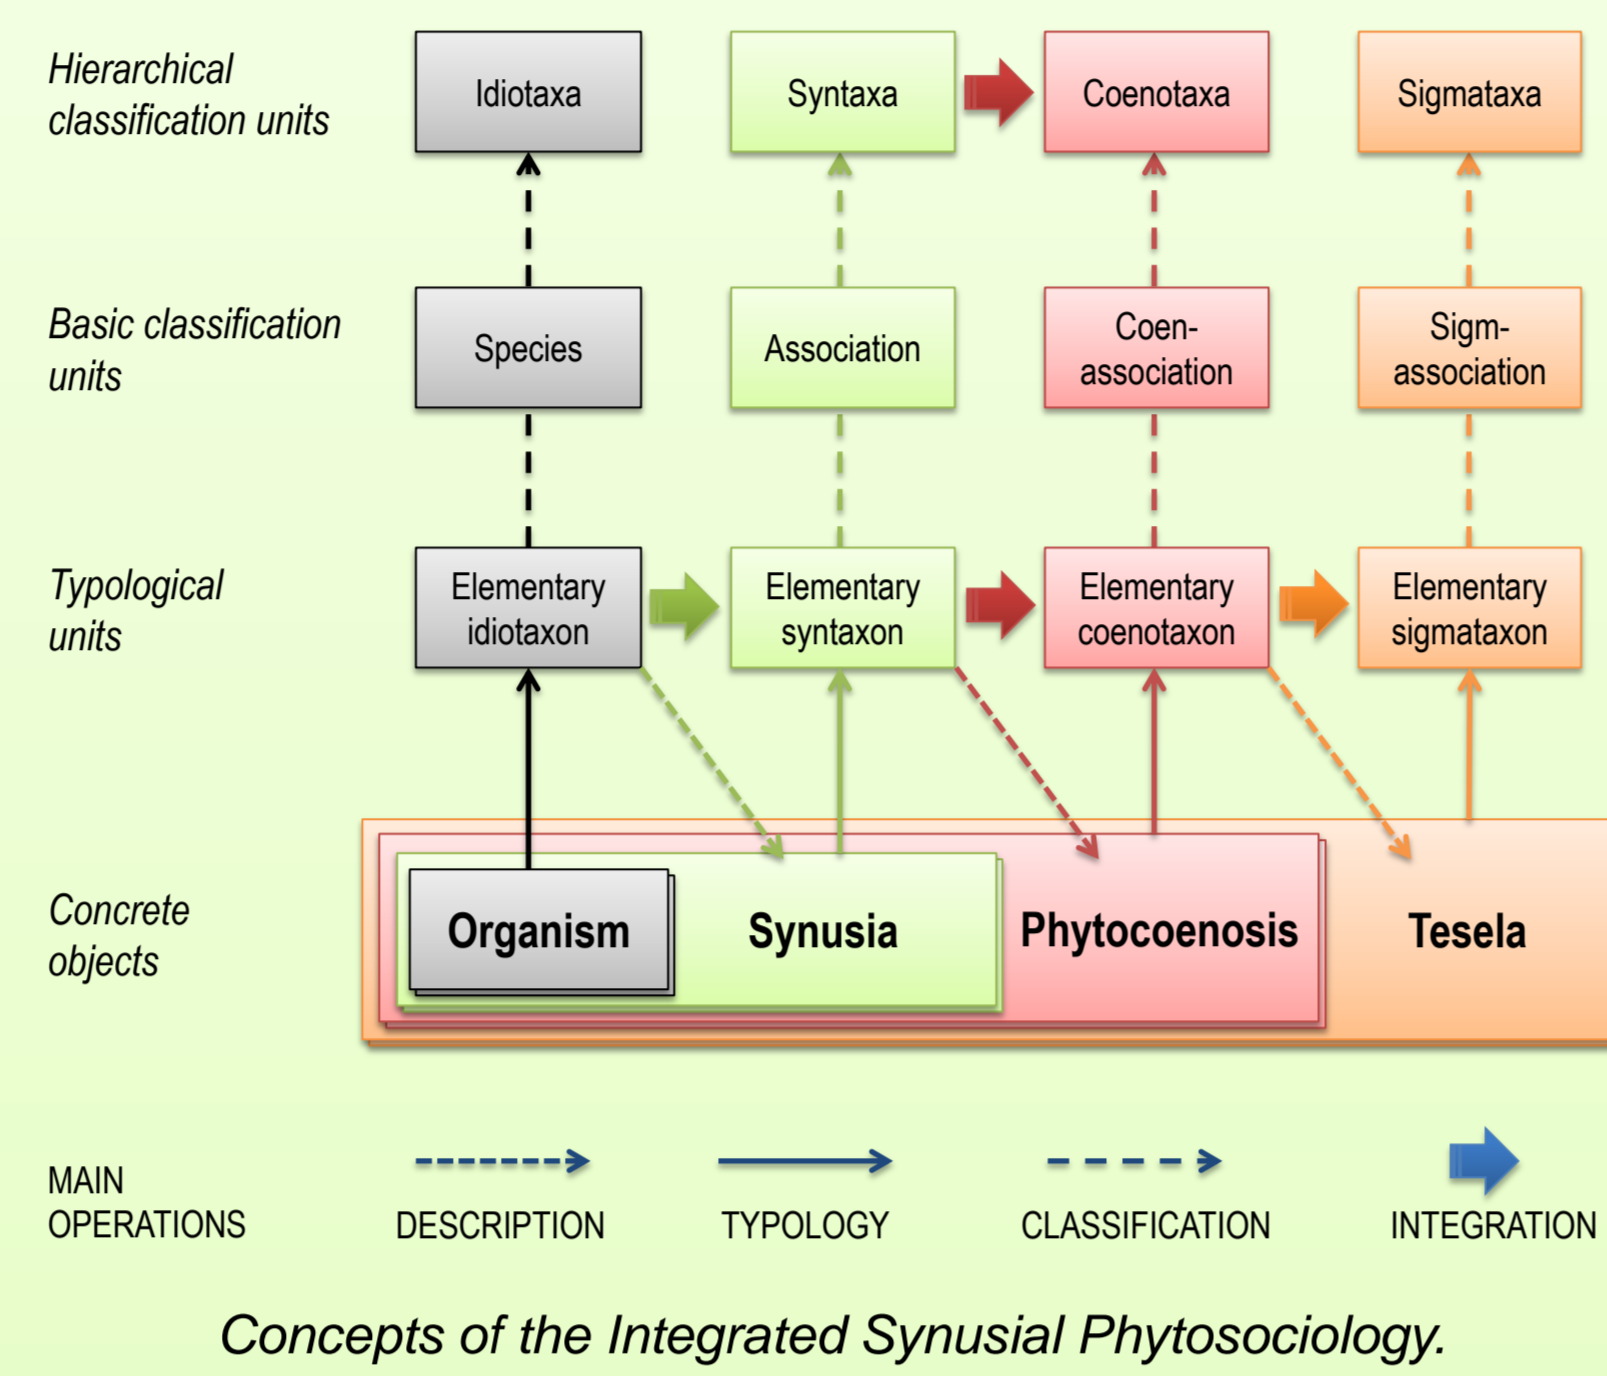 Hierarchical
classification units
Idiotaxa
Syntaxa
Coenotaxa
Sigmataxa
Basic classification
units
Species
Association
Coen-
association
Sigm-
association
Typological
units
Elementary
idiotaxon
Elementary
syntaxon
Elementary
coenotaxon
Elementary
sigmataxon
Concrete
objects
Organism
Synusia
Phytocoenosis
Tesela
MAIN
OPERATIONS
DESCRIPTION
TYPOLOGY
CLASSIFICATION
INTEGRATION
Concepts of the Integrated Synusial Phytosociology.